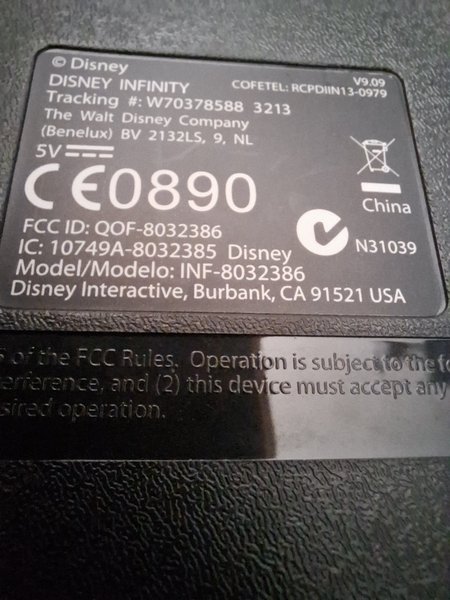 © Disney
V9.09
DISNEY INFINITY
COFETEL: RCPDIIN13-0979
Tracking #: W70378588 3213
The Walt Disney Company
(Benelux) BV 2132LS, 9, NL
5V
CE0890
China
FCC ID: QOF-8032386
N31039
IC: 10749A-8032385 Disney
Model/Modelo: INF-8032386
Disney Interactive, Burbank, CA 91521 USA
of the FCC Rules. Operation is subject to the fo
erference, and (2) this device must accept any
sired operation.